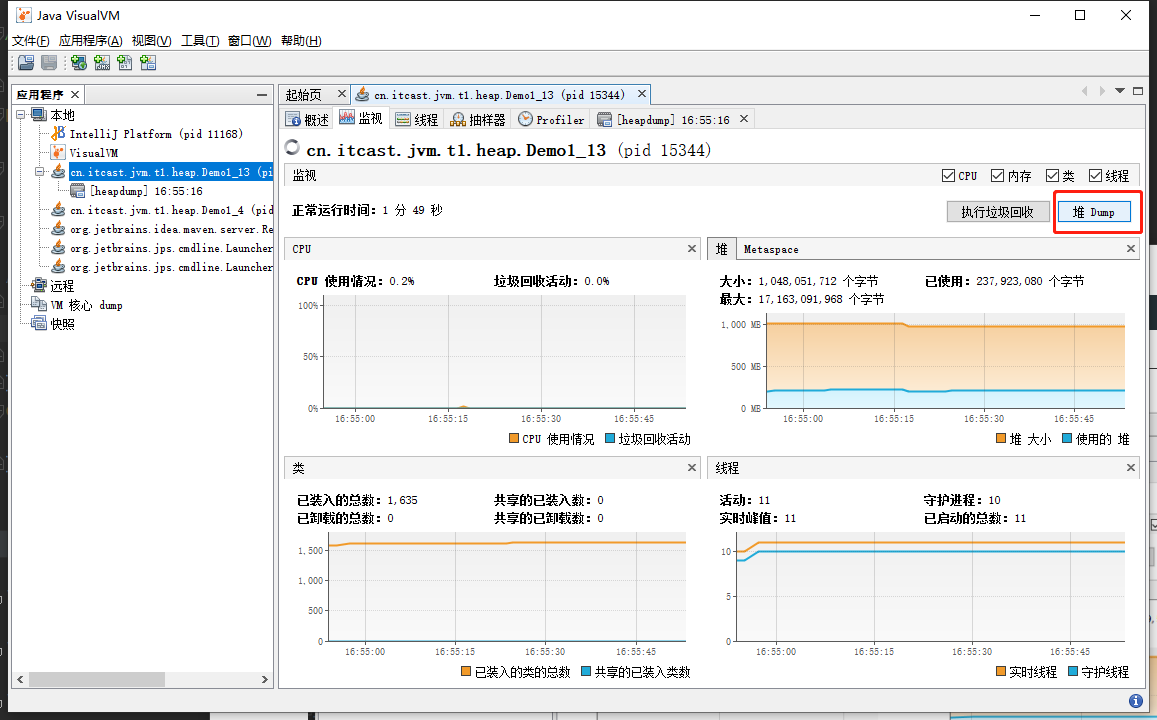 Java VisualVM
文件(F) 应用程序(A) 视图(V) 工具(T) 窗口(W) 帮助(H)
应用程序
本地
IntelliJ Platform (pid 11168)
VisualVM
cn.itcast.jvm.t1.heap.Demo1_13 (pi
[heapdump] 16:55:16
cn.itcast.jvm.t1.heap.Demo1_4 (pid
org.jetbrains.idea.maven.server.Re
org.jetbrains.jps.cmdline.Launcher
org.jetbrains.jps.cmdline.Launcher
远程
VM 核心 dump
快照
起始页 cn.itcast.jvm.t1.heap.Demo1_13 (pid 15344)
概述 监视 线程 抽样器 Profiler [heapdump] 16:55:16
cn.itcast.jvm.t1.heap.Demo1_13 (pid 15344)
监视 CPU 内存 类 线程
正常运行时间: 1 分 49 秒 执行垃圾回收 堆 Dump
CPU
CPU 使用情况: 0.2% 垃圾回收活动: 0.0%
100%
50%
0%
16:55:00 16:55:15 16:55:30 16:55:45
CPU 使用情况 垃圾回收活动
堆 Metaspace
大小: 1,048,051,712 个字节 已使用: 237,923,080 个字节
最大: 17,163,091,968 个字节
1,000 MB
500 MB
0 MB
16:55:00 16:55:15 16:55:30 16:55:45
堆 大小 使用的 堆
类
已装入的总数: 1,635 共享的已装入数: 0
已卸载的总数: 0 共享的已卸载数: 0
1,500
1,000
500
0
16:55:00 16:55:15 16:55:30 16:55:45
已装入的类的总数 共享的已装入类数
线程
活动: 11 守护进程: 10
实时峰值: 11 已启动的总数: 11
10
5
0
16:55:00 16:55:15 16:55:30 16:55:45
实时线程 守护线程